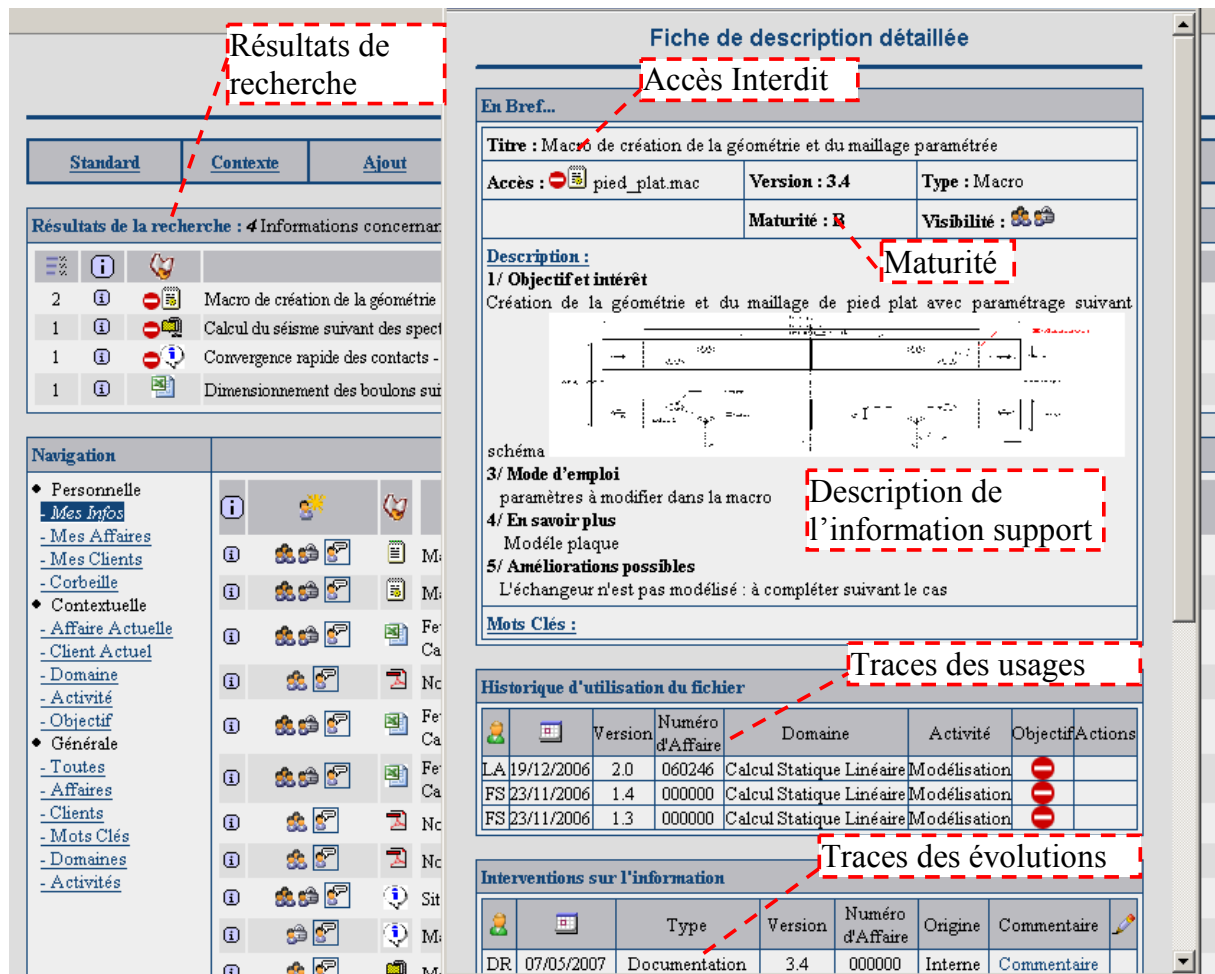 Résultats de
recherche
Standard
Contexte
Ajout
Résultats de la recherche : 4 Informations
2
Macro de création de la géométrie
1
Calcul du séisme suivant des
1
Convergence rapide des contacts -
1
Dimensionnement des boulons
Navigation
Personnelle
- Mes Infos
- Mes Affaires
- Mes Clients
- Corbeille
Contextuelle
- Affaire Actuelle
- Client Actuel
- Domaine
- Activité
- Objectif
Générale
- Toutes
- Affaires
- Clients
- Mots Clés
- Domaines
- Activités
Fiche de description détaillée
Accès Interdit
En Bref...
Titre : Macro de création de la géométrie et du maillage paramétrée
Accès : pied_plat.mac
Version : 3.4
Type : Macro
Maturité : B
Visibilité :
Maturité
Description :
1/ Objectif et intérêt
Création de la géométrie et du maillage de pied plat avec paramétrage suivant
schéma
3/ Mode d'emploi
paramètres à modifier dans la macro
4/ En savoir plus
Modéle plaque
5/ Améliorations possibles
L'échangeur n'est pas modélisé : à compléter suivant le cas
Description de
l'information support
Mots Clés :
Traces des usages
Historique d'utilisation du fichier
Version Numéro d'Affaire Domaine Activité Objectif Actions
LA 19/12/2006 2.0 060246 Calcul Statique Linéaire Modélisation
FS 23/11/2006 1.4 000000 Calcul Statique Linéaire Modélisation
FS 23/11/2006 1.3 000000 Calcul Statique Linéaire Modélisation
Traces des évolutions
Interventions sur l'information
Type Version Numéro d'Affaire Origine Commentaire
DR 07/05/2007 Documentation 3.4 000000 Interne Commentaire